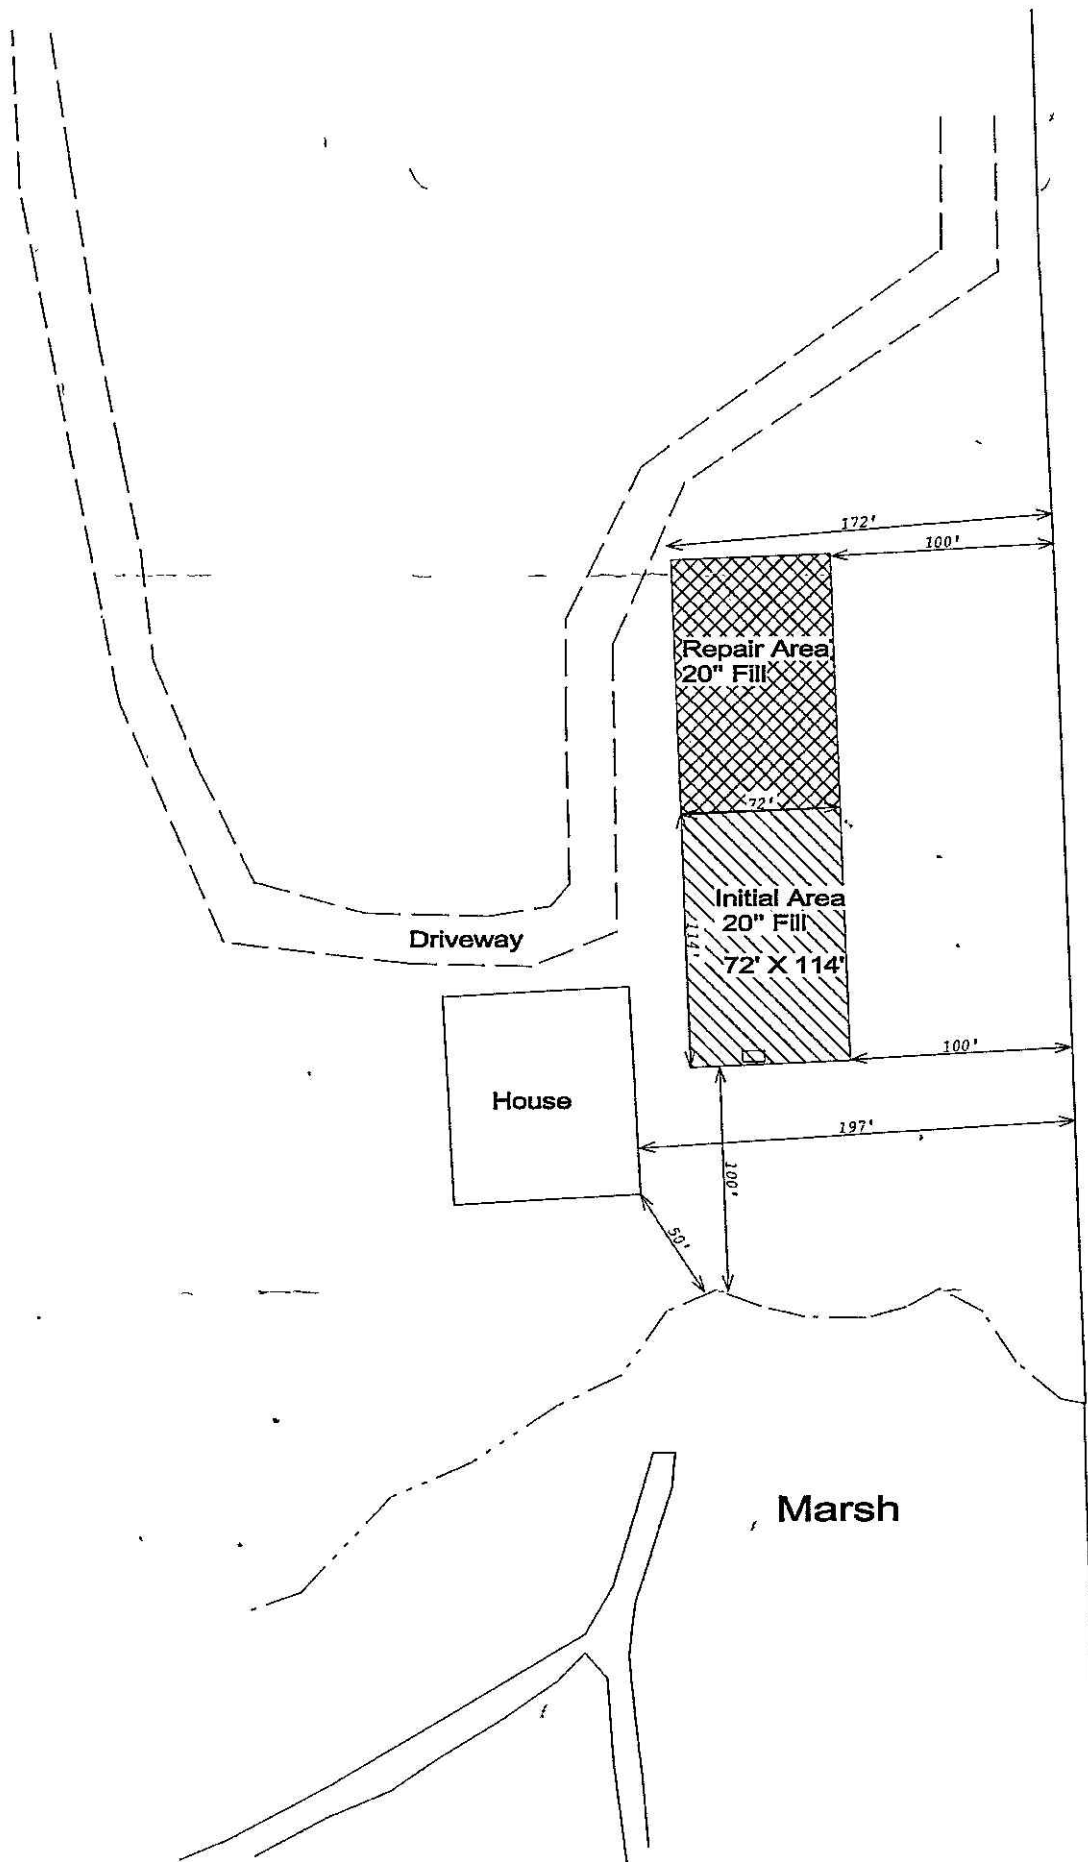 172'
100'
Repair Area
20" Fill
72'
Initial Area
20" Fill
114'
72' X 114'
Driveway
100'
House
197'
100'
50'
Marsh